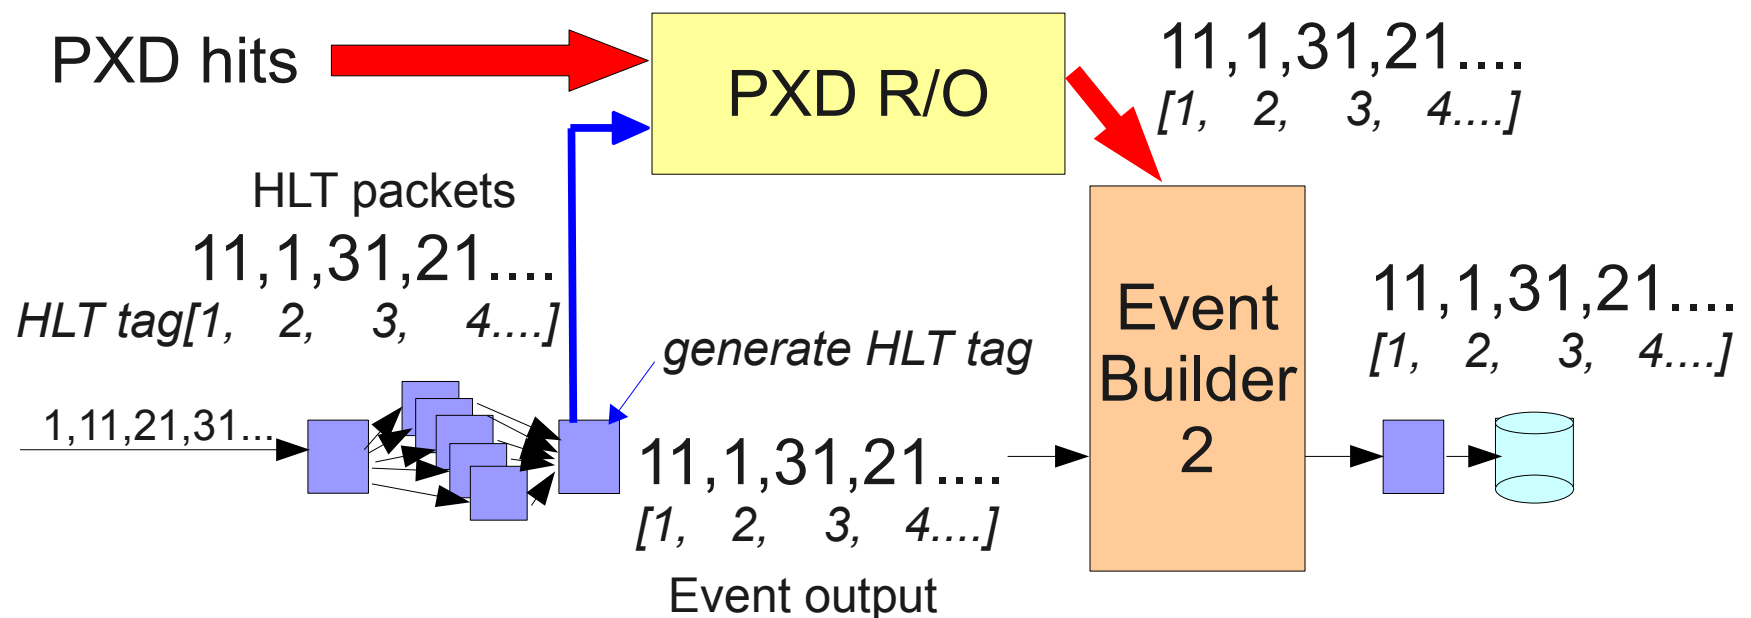 PXD hits
PXD R/O
11,1,31,21....
[1, 2, 3, 4....]
HLT packets
11,1,31,21....
HLT tag[1, 2, 3, 4....]
generate HLT tag
1,11,21,31...
11,1,31,21....
[1, 2, 3, 4....]
Event output
Event
Builder
2
11,1,31,21....
[1, 2, 3, 4....]